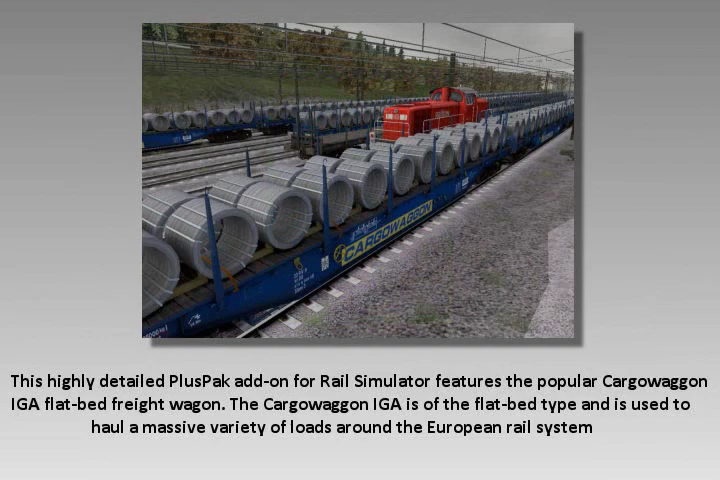 CARGOWAGGON
This highly detailed PlusPak add-on for Rail Simulator features the popular Cargowaggon
IGA flat-bed freight wagon. The Cargowaggon IGA is of the flat-bed type and is used to
haul a massive variety of loads around the European rail system